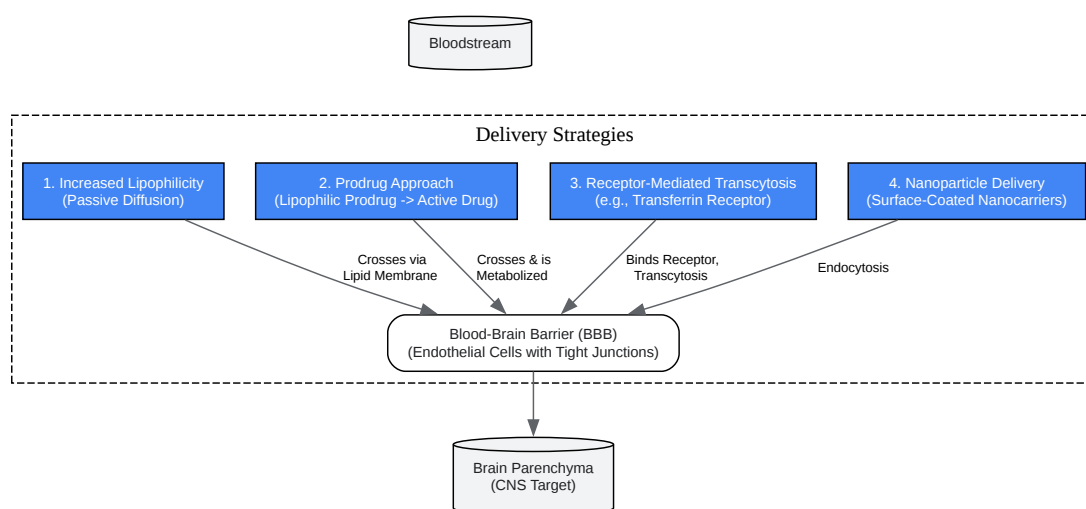 Bloodstream
Delivery Strategies
1. Increased Lipophilicity
(Passive Diffusion)
2. Prodrug Approach
(Lipophilic Prodrug -> Active Drug)
3. Receptor-Mediated Transcytosis
(e.g., Transferrin Receptor)
4. Nanoparticle Delivery
(Surface-Coated Nanocarriers)
Crosses via
Lipid Membrane
Crosses & is
Metabolized
Binds Receptor,
Transcytosis
Endocytosis
Blood-Brain Barrier (BBB)
(Endothelial Cells with Tight Junctions)
Brain Parenchyma
(CNS Target)